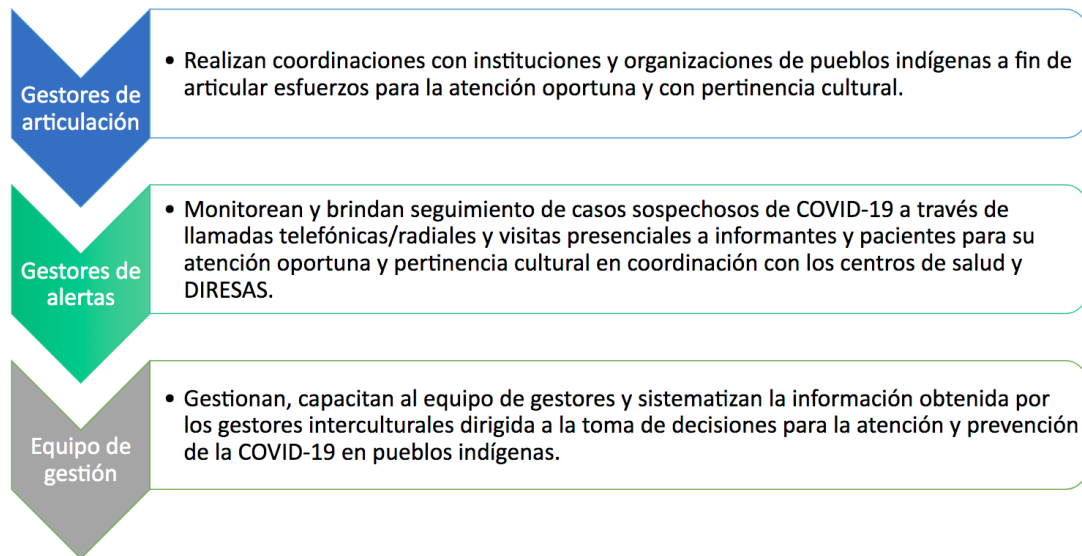 Gestores de
articulación
• Realizan coordinaciones con instituciones y organizaciones de pueblos indígenas a fin de
articular esfuerzos para la atención oportuna y con pertinencia cultural.
Gestores de
alertas
• Monitorean y brindan seguimiento de casos sospechosos de COVID-19 a través de
llamadas telefónicas/radiales y visitas presenciales a informantes y pacientes para su
atención oportuna y pertinencia cultural en coordinación con los centros de salud y
DIRESAS.
Equipo de
gestión
• Gestionan, capacitan al equipo de gestores y sistematizan la información obtenida por
los gestores interculturales dirigida a la toma de decisiones para la atención y prevención
de la COVID-19 en pueblos indígenas.